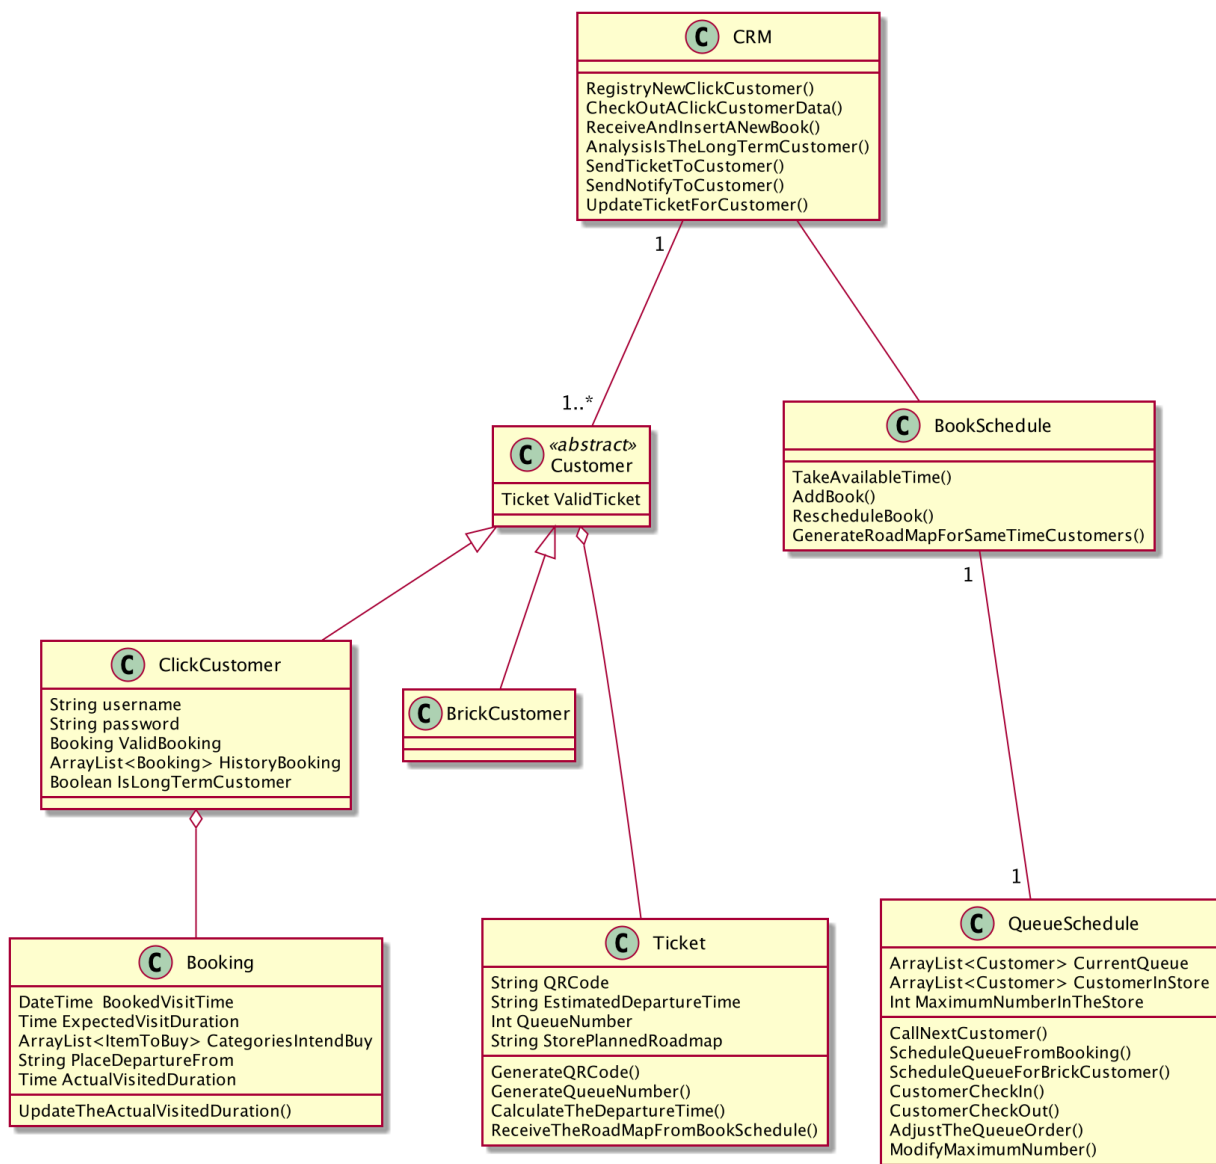 C CRM
RegistryNewClickCustomer()
CheckOutAClickCustomerData()
ReceiveAndInsertANewBook()
AnalysisIsTheLongTermCustomer()
SendTicketToCustomer()
SendNotifyToCustomer()
UpdateTicketForCustomer()
1
1..*
C «abstract»
Customer
Ticket ValidTicket
C BookSchedule
TakeAvailableTime()
AddBook()
RescheduleBook()
GenerateRoadMapForSameTimeCustomers()
1
1
C ClickCustomer
String username
String password
Booking ValidBooking
ArrayList<Booking> HistoryBooking
Boolean IsLongTermCustomer
C BrickCustomer
C Booking
DateTime  BookedVisitTime
Time ExpectedVisitDuration
ArrayList<ItemToBuy> CategoriesIntendBuy
String PlaceDepartureFrom
Time ActualVisitedDuration
UpdateTheActualVisitedDuration()
C Ticket
String QRCode
String EstimatedDepartureTime
Int QueueNumber
String StorePlannedRoadmap
GenerateQRCode()
GenerateQueueNumber()
CalculateTheDepartureTime()
ReceiveTheRoadMapFromBookSchedule()
C QueueSchedule
ArrayList<Customer> CurrentQueue
ArrayList<Customer> CustomerInStore
Int MaximumNumberInTheStore
CallNextCustomer()
ScheduleQueueFromBooking()
ScheduleQueueForBrickCustomer()
CustomerCheckIn()
CustomerCheckOut()
AdjustTheQueueOrder()
ModifyMaximumNumber()